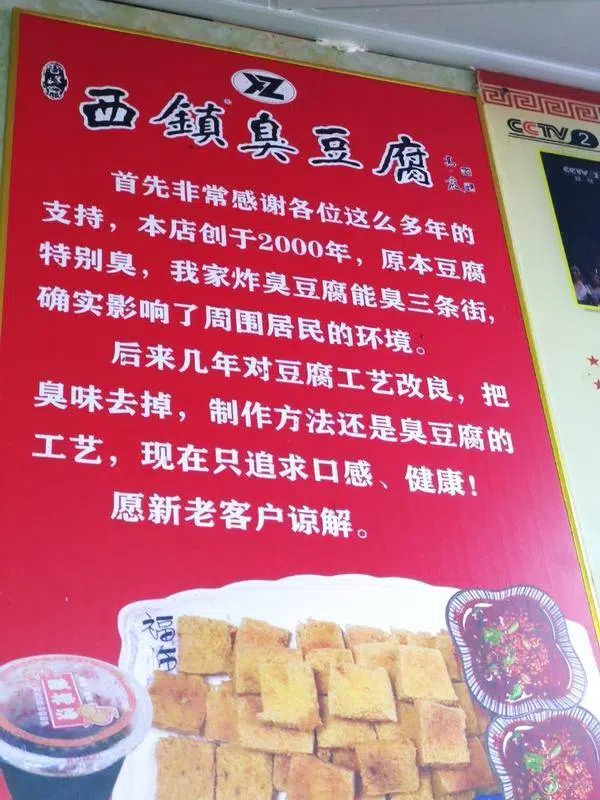 XZ
西鎮臭豆腐
首先非常感谢各位这么多年的
支持，本店创于2000年，原本豆腐
特别臭，我家炸臭豆腐能臭三条街，
确实影响了周围居民的环境。
后来几年对豆腐工艺改良，把
臭味去掉，制作方法还是臭豆腐的
工艺，现在只追求口感、健康！
愿新老客户谅解。
CCTV 2
CCTV 2
福
酸梅汤